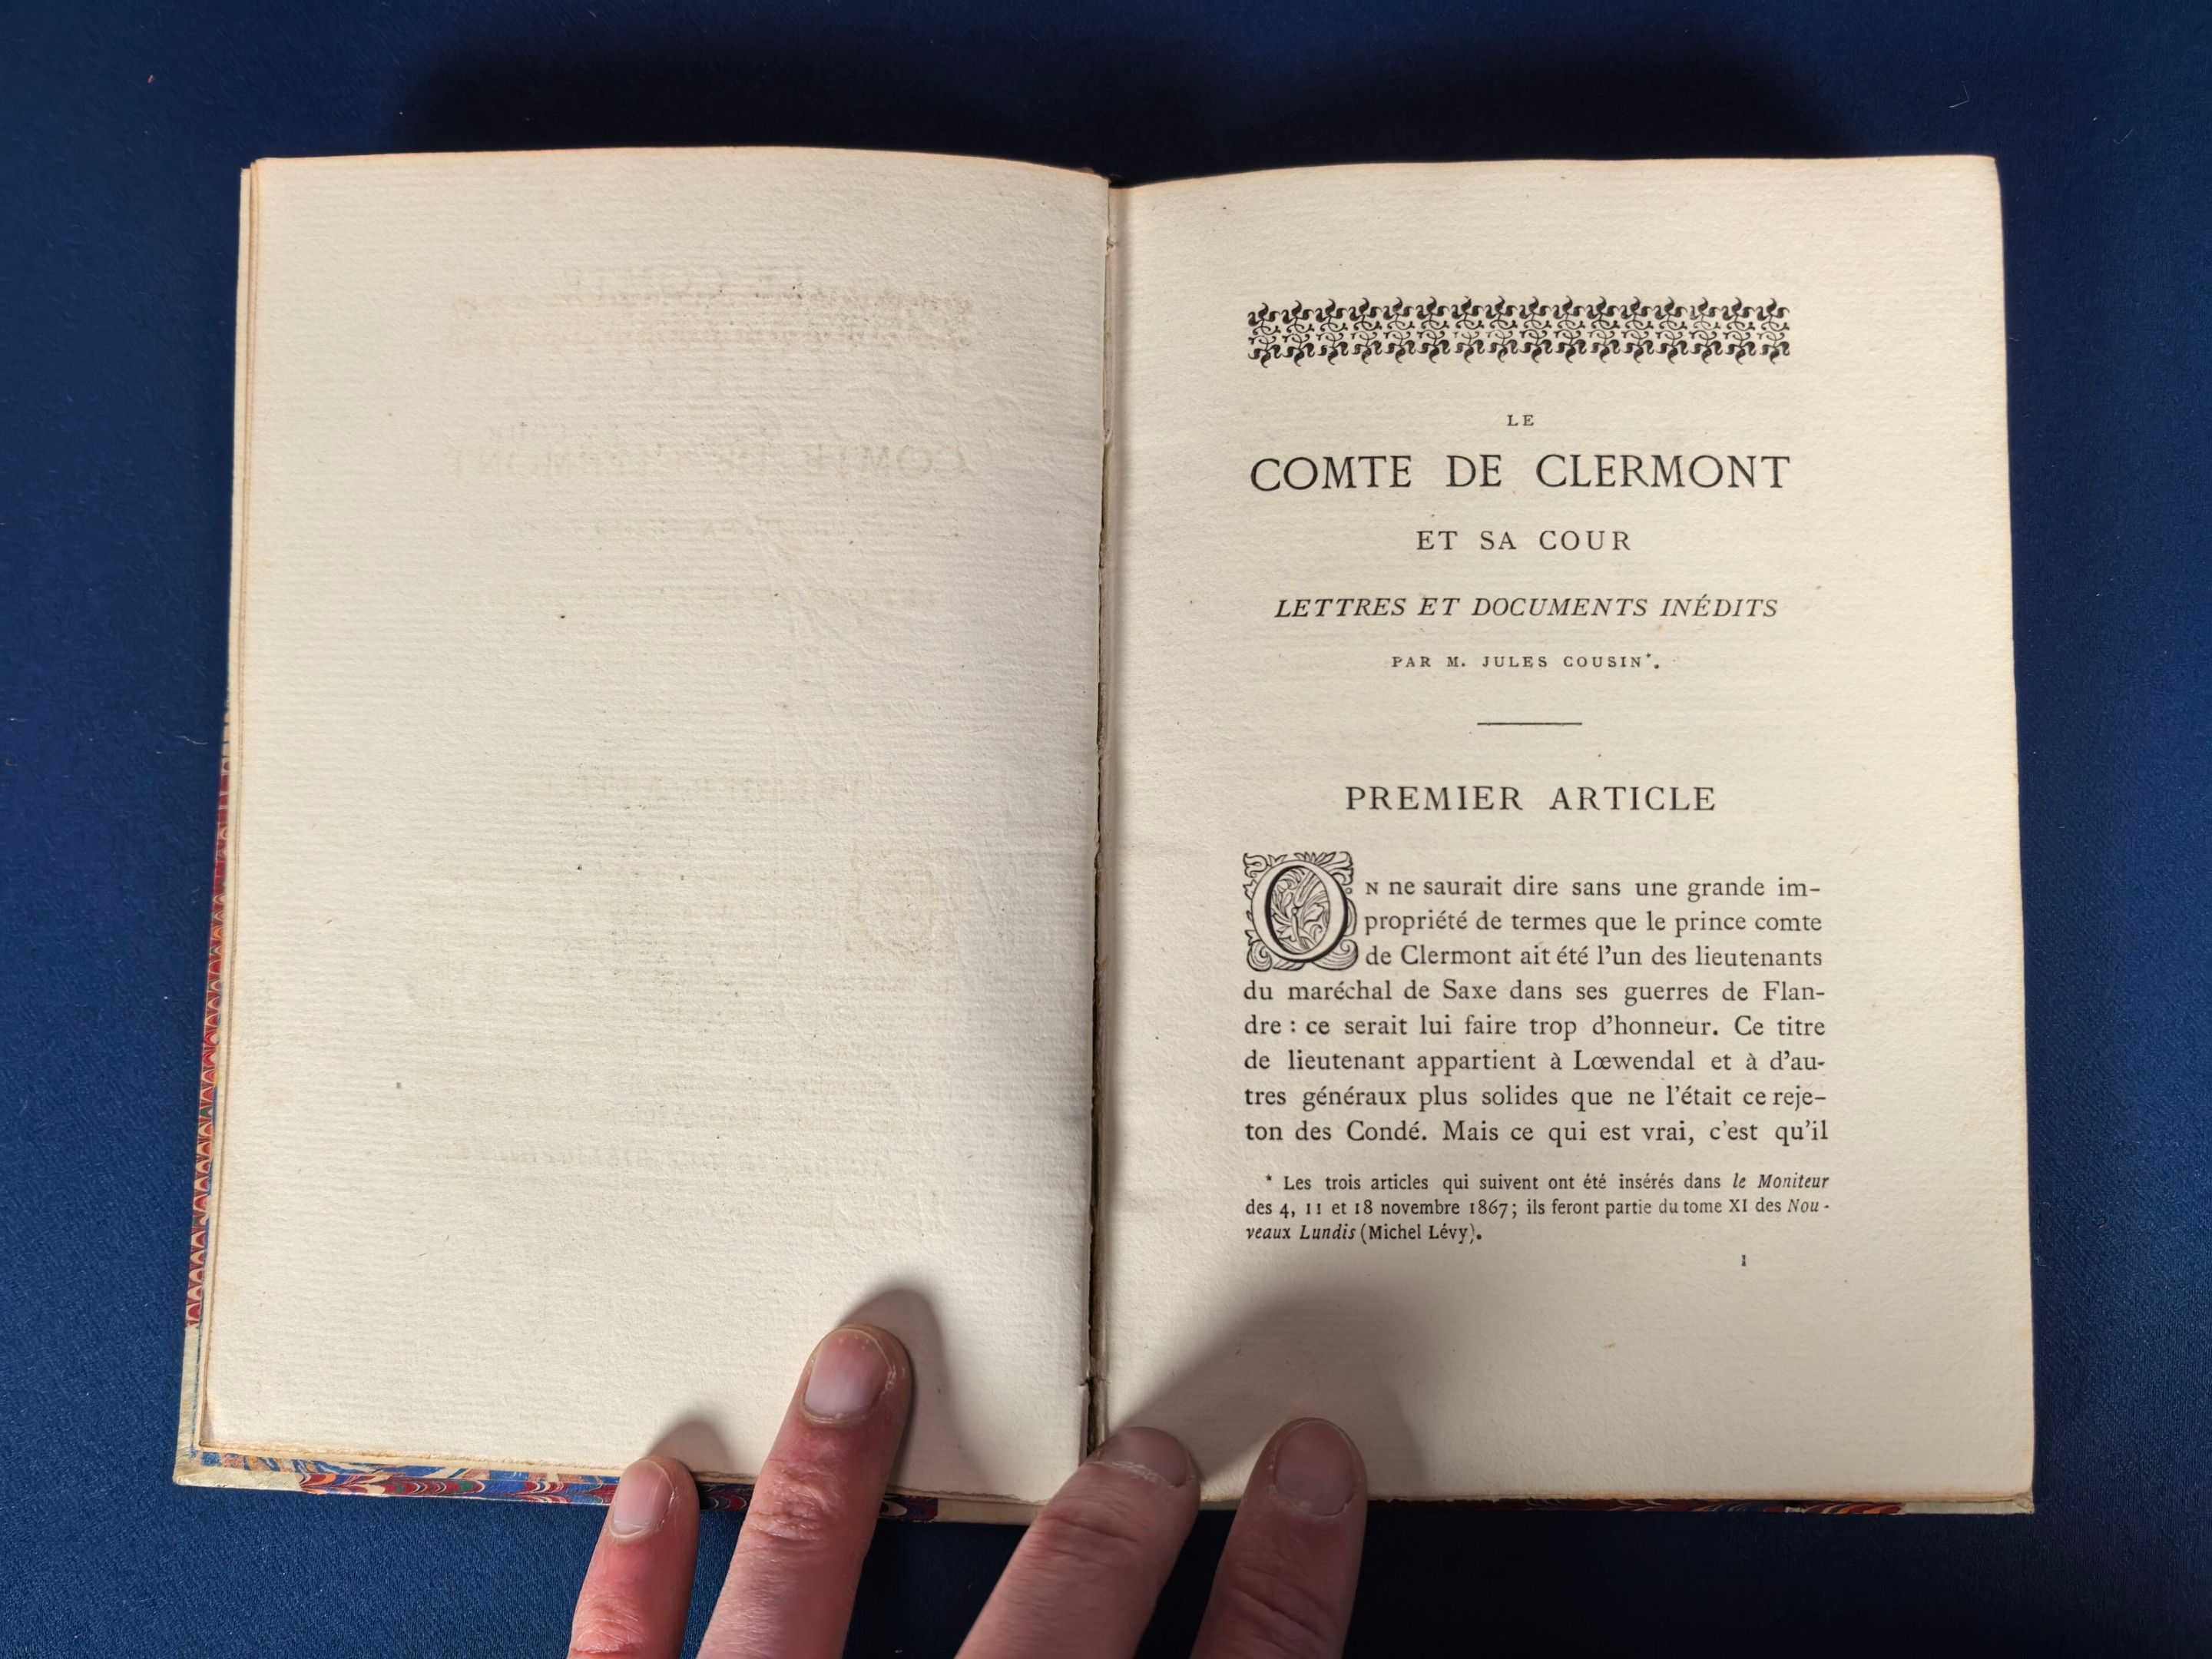 LE
COMTE DE CLERMONT
ET SA COUR
LETTRES ET DOCUMENTS INÉDITS
PAR M. JULES COUSIN*.
PREMIER ARTICLE
ON ne saurait dire sans une grande im-
propriété de termes que le prince comte
de Clermont ait été l'un des lieutenants
du maréchal de Saxe dans ses guerres de Flan-
dre : ce serait lui faire trop d'honneur. Ce titre
de lieutenant appartient à Lœwendal et à d'au-
tres généraux plus solides que ne l'était ce reje-
ton des Condé. Mais ce qui est vrai, c'est qu'il
* Les trois articles qui suivent ont été insérés dans le Moniteur
des 4, 11 et 18 novembre 1867; ils feront partie du tome XI des Nou-
veaux Lundis (Michel Lévy).
1